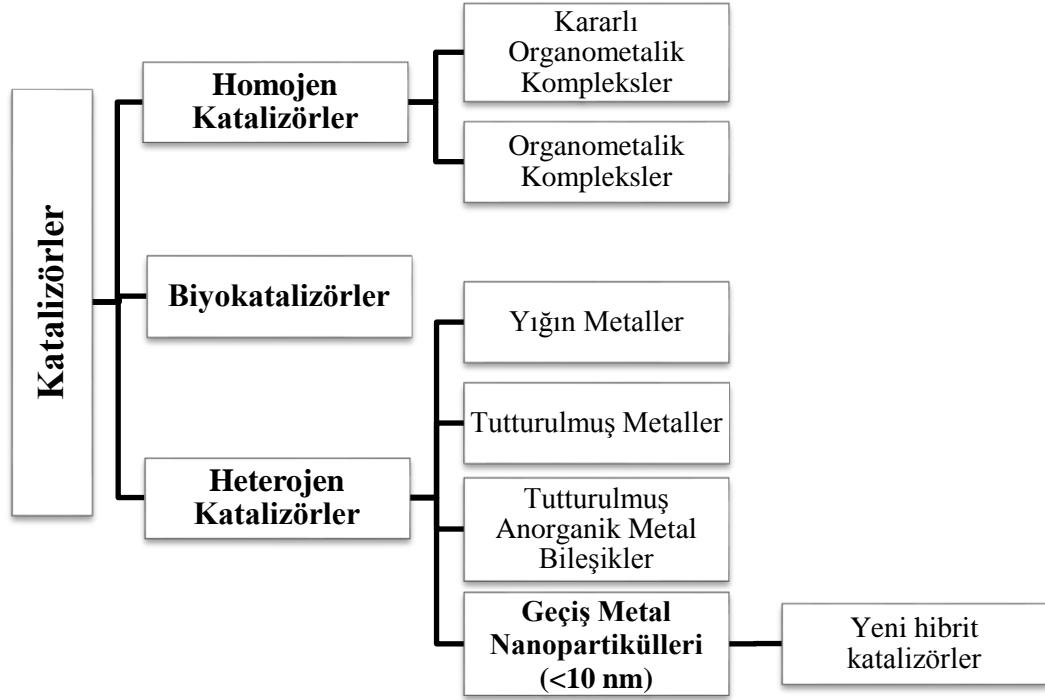 Katalizörler
Homojen
Katalizörler
Kararlı
Organometalik
Kompleksler
Organometalik
Kompleksler
Biyokatalizörler
Heterojen
Katalizörler
Yığın Metaller
Tutturulmuş Metaller
Tutturulmuş
Anorganik Metal
Bileşikler
Geçiş Metal
Nanopartikülleri
(<10 nm)
Yeni hibrit
katalizörler